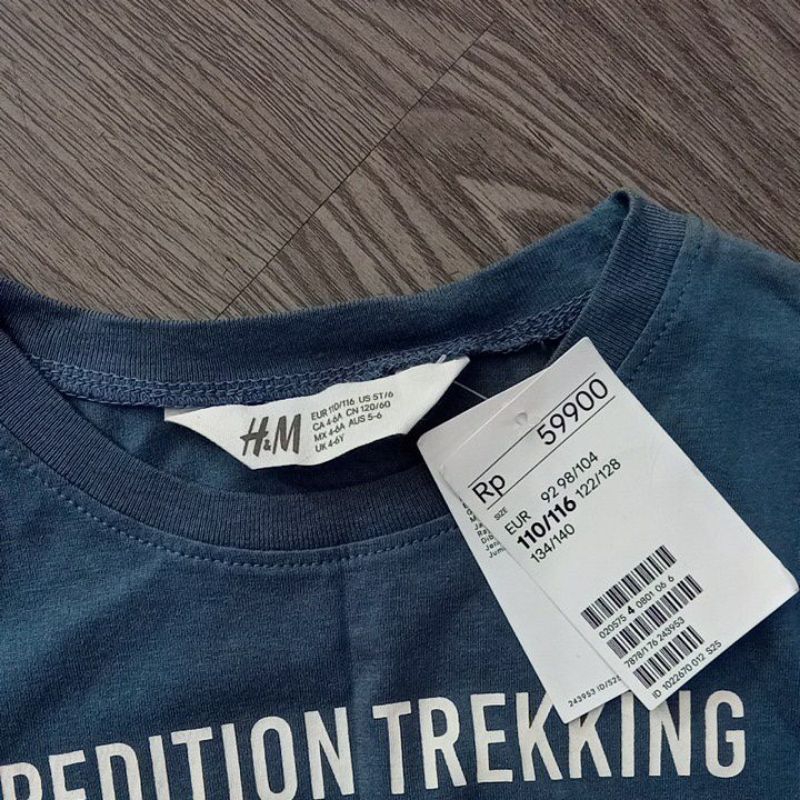 H&M
EUR 110/116 US 5T/6
CA 4-6A CN 120/60
MX 4-6A AUS 5-6
UK 4-6Y
Rp 59900
SIZE
EUR 92 98/104
110/116 122/128
134/140
020575 4 0801 06 6
7878/176 243953
ID 1022670 012 S25
243953 ID/S25
PEDITION TREKKING